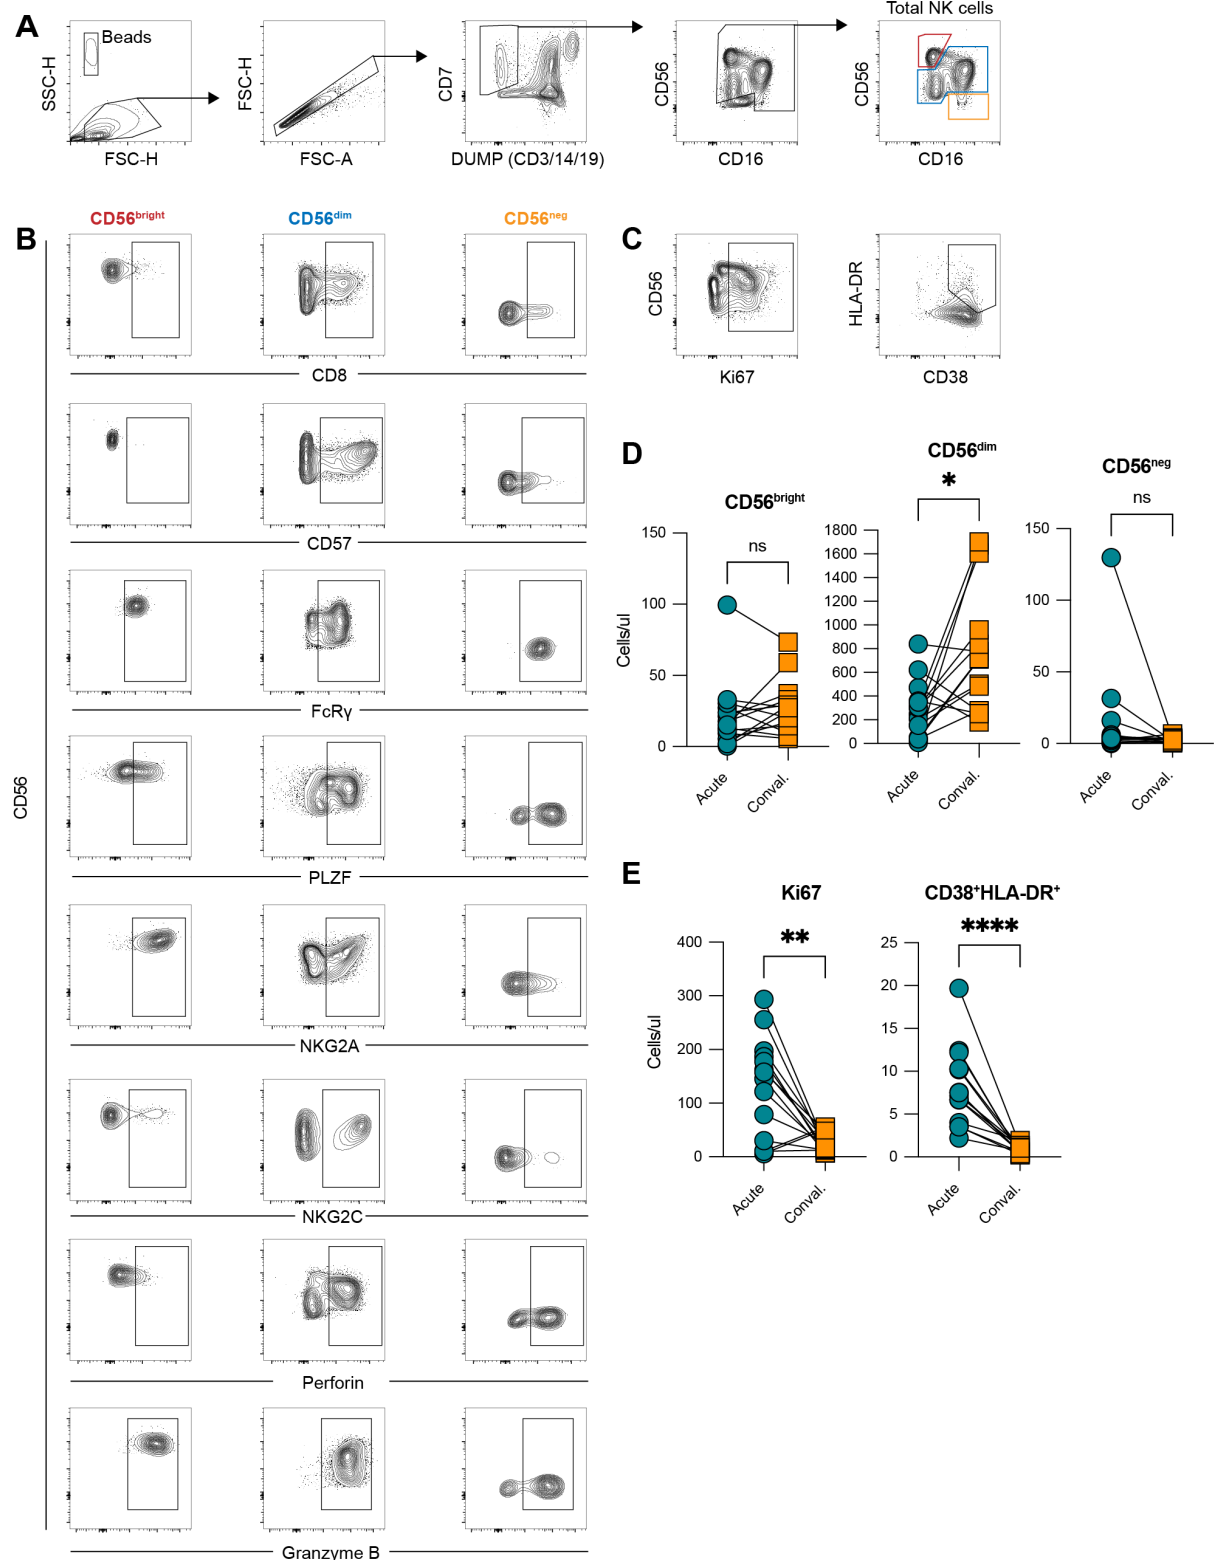 A
Beads
SSC-H
FSC-H
FSC-H
FSC-A
CD7
DUMP (CD3/14/19)
CD56
CD16
Total NK cells
CD56
CD16
B
CD56bright
CD56dim
CD56neg
CD56
CD8
CD57
FcRγ
PLZF
NKG2A
NKG2C
Perforin
Granzyme B
C
CD56
Ki67
HLA-DR
CD38
D
CD56bright
ns
Cells/ul
150
100
50
0
Acute
Conval.
CD56dim
*
1800
1600
1400
1200
1000
800
600
400
200
0
Acute
Conval.
CD56neg
ns
150
100
50
0
Acute
Conval.
E
Ki67
**
Cells/ul
400
300
200
100
0
Acute
Conval.
CD38+HLA-DR+
****
25
20
15
10
5
0
Acute
Conval.